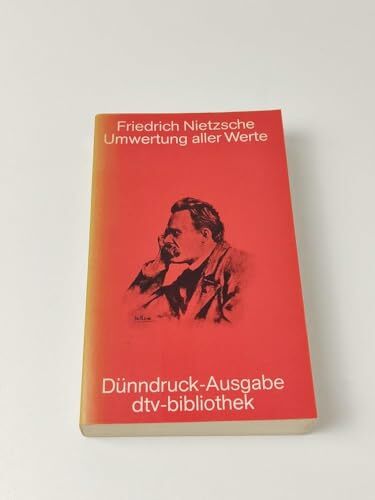 Friedrich Nietzsche
Umwertung aller Werte
Dünndruck-Ausgabe
dtv-bibliothek